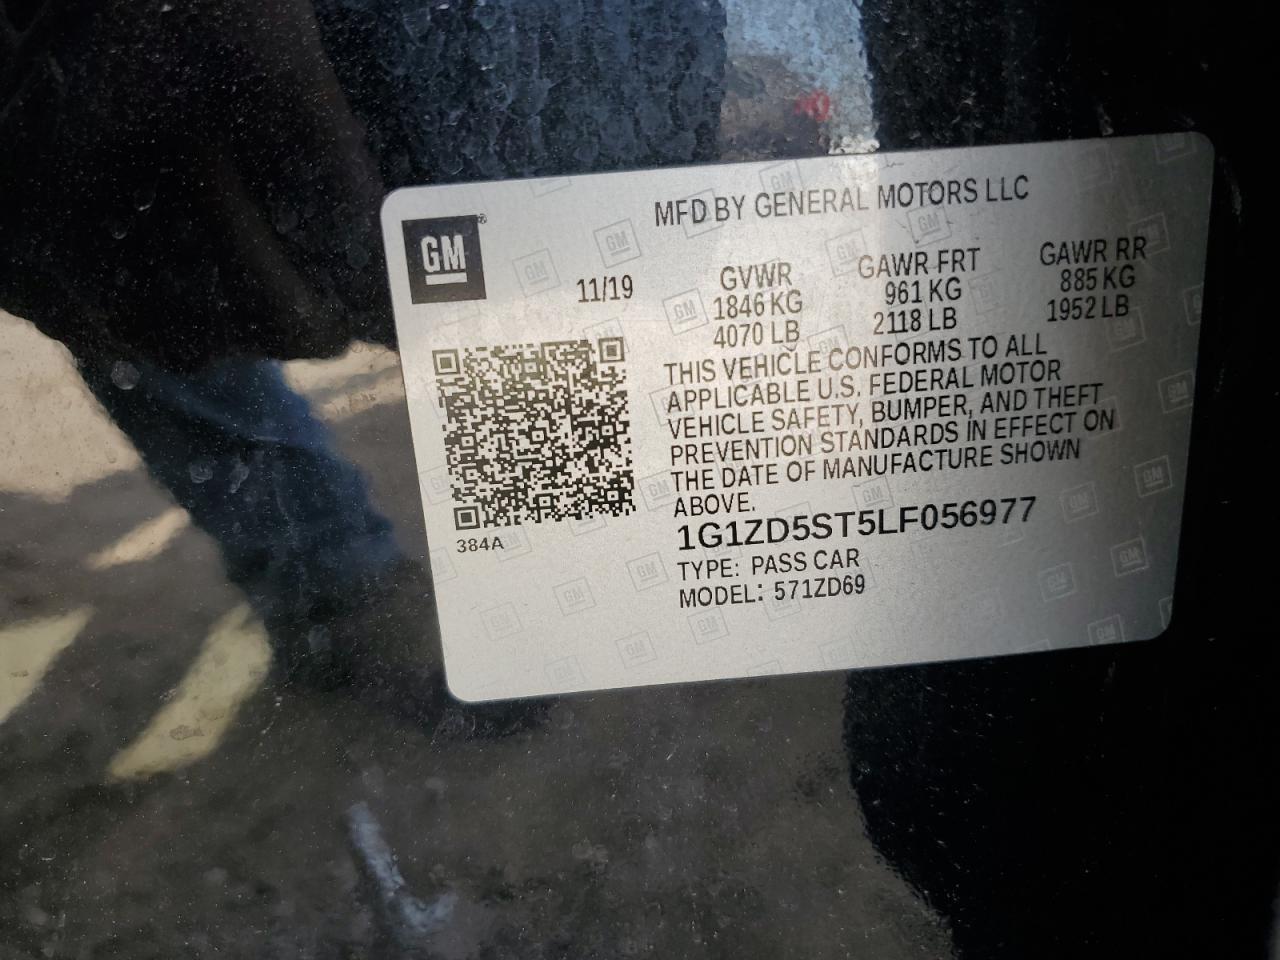 MFD BY GENERAL MOTORS LLC
GM ®
11/19
GVWR GAWR FRT GAWR RR
1846 KG 961 KG 885 KG
4070 LB 2118 LB 1952 LB
THIS VEHICLE CONFORMS TO ALL
APPLICABLE U.S. FEDERAL MOTOR
VEHICLE SAFETY, BUMPER, AND THEFT
PREVENTION STANDARDS IN EFFECT ON
THE DATE OF MANUFACTURE SHOWN
ABOVE.
384A
1G1ZD5ST5LF056977
TYPE: PASS CAR
MODEL: 571ZD69